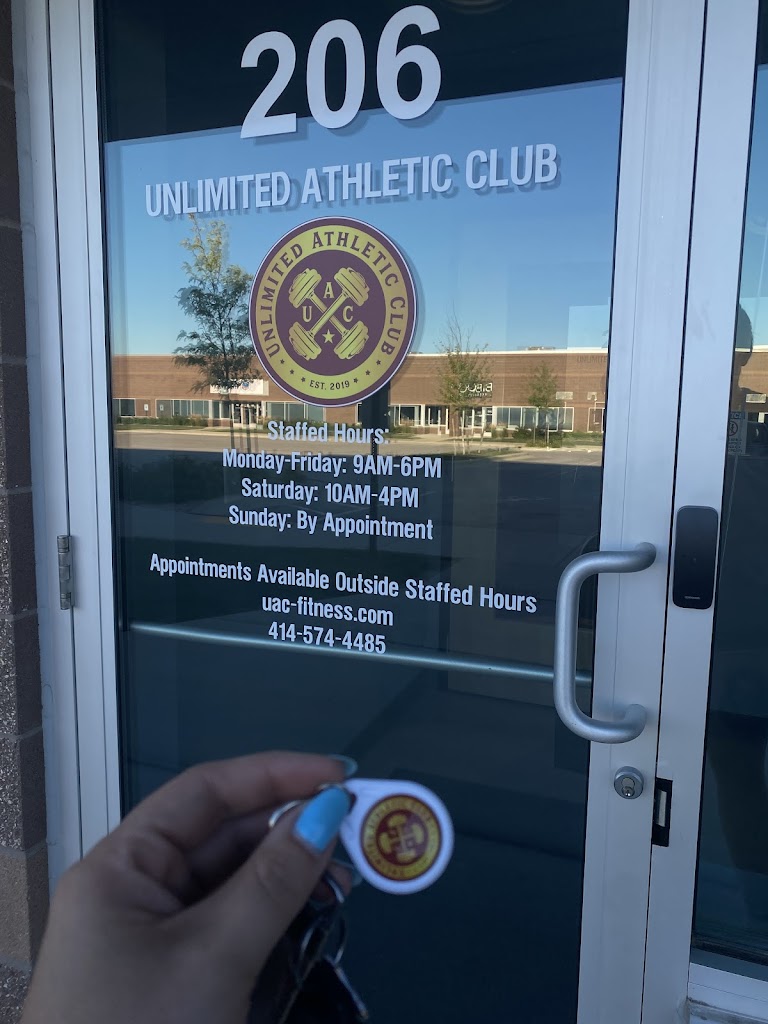 206
UNLIMITED ATHLETIC CLUB
UNLIMITED ATHLETIC CLUB
A
U C
EST. 2019
Staffed Hours:
Monday-Friday: 9AM-6PM
Saturday: 10AM-4PM
Sunday: By Appointment
Appointments Available Outside Staffed Hours
uac-fitness.com
414-574-4485